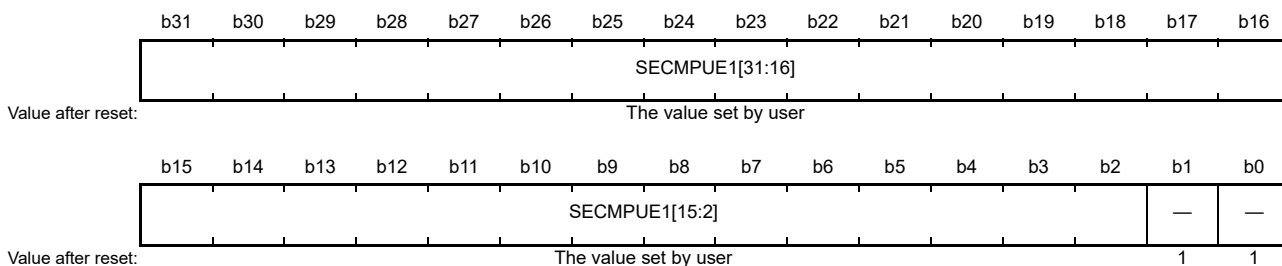 b31 b30 b29 b28 b27 b26 b25 b24 b23 b22 b21 b20 b19 b18 b17 b16
SECMPUE1[31:16]
Value after reset: The value set by user
b15 b14 b13 b12 b11 b10 b9 b8 b7 b6 b5 b4 b3 b2 b1 b0
SECMPUE1[15:2] — —
Value after reset: The value set by user 1 1